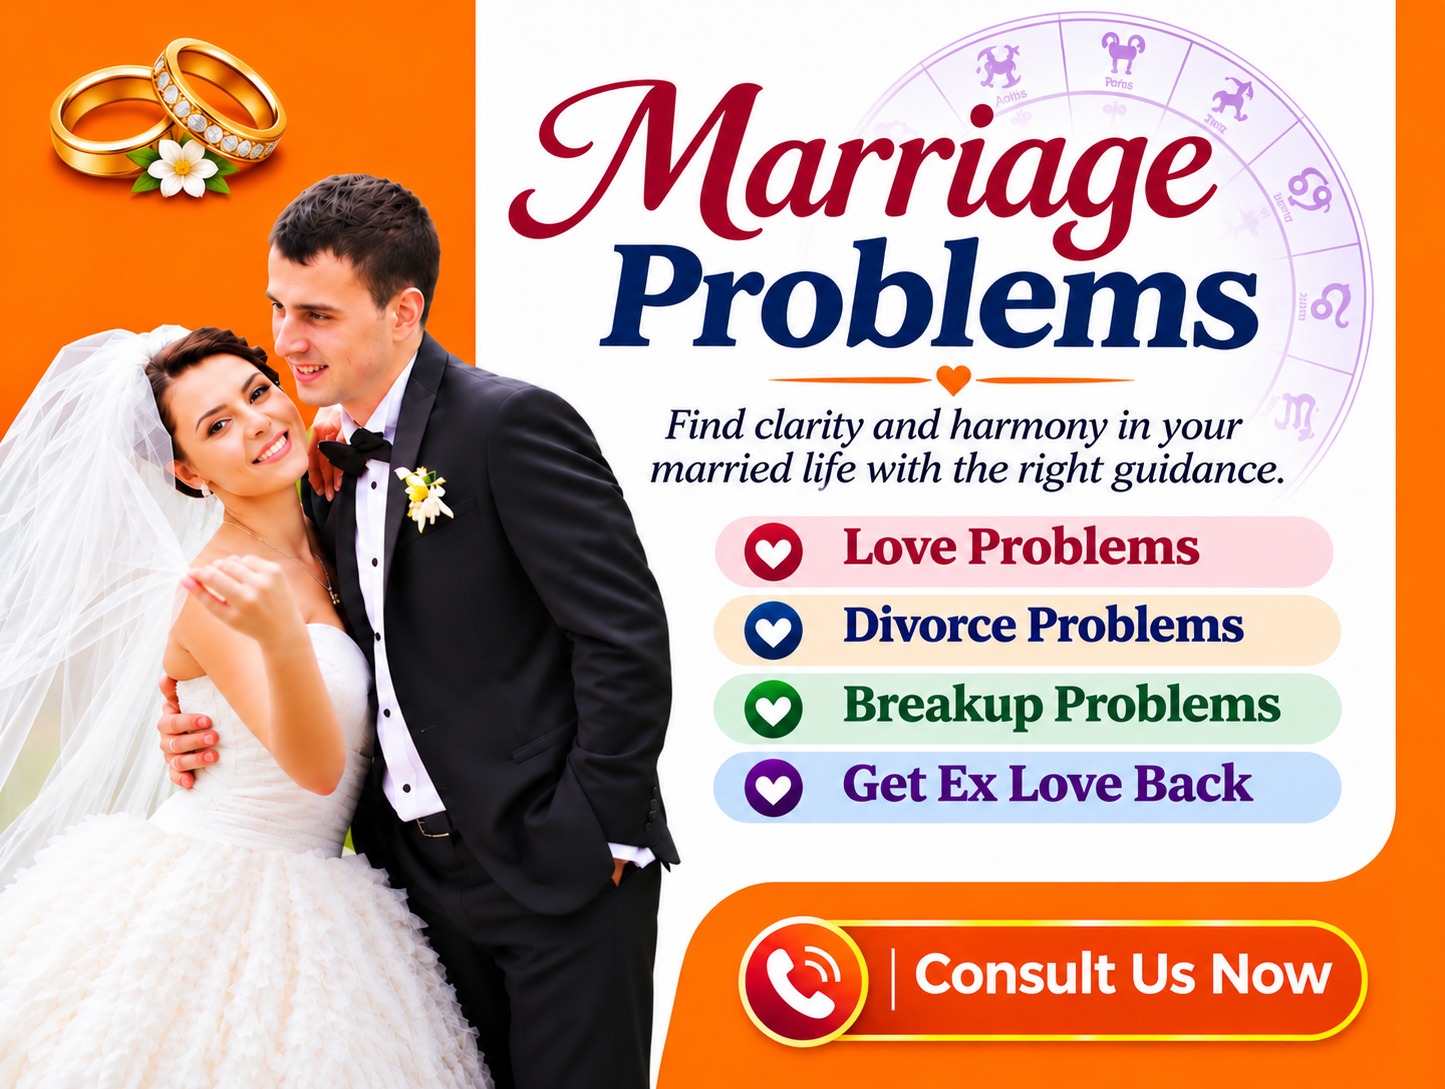 Marriage
Problems
Find clarity and harmony in your
married life with the right guidance.
Love Problems
Divorce Problems
Breakup Problems
Get Ex Love Back
Consult Us Now